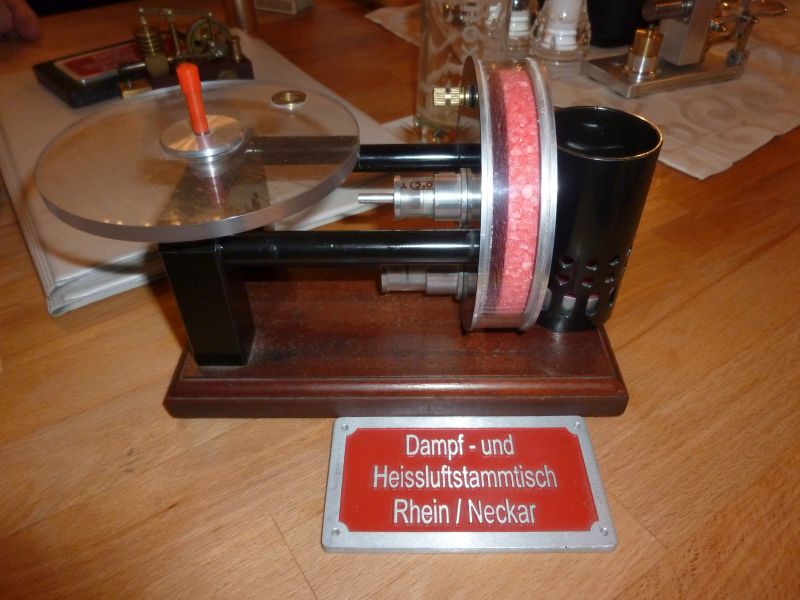 Dampf - und
Heissluftstammtisch
Rhein / Neckar